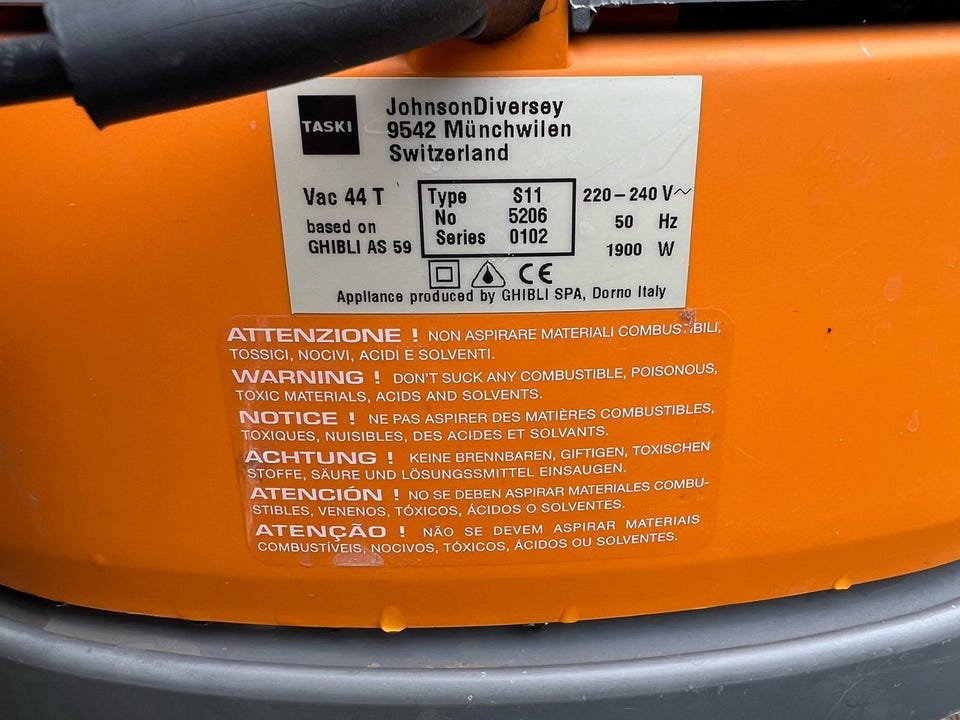 TASKI
JohnsonDiversey
9542 Münchwilen
Switzerland
Vac 44 T
based on
GHIBLI AS 59
Type S11
No 5206
Series 0102
220 – 240 V~
50 Hz
1900 W
CE
Appliance produced by GHIBLI SPA, Dorno Italy
ATTENZIONE ! NON ASPIRARE MATERIALI COMBUSTIBILI,
TOSSICI, NOCIVI, ACIDI E SOLVENTI.
WARNING ! DON'T SUCK ANY COMBUSTIBLE, POISONOUS,
TOXIC MATERIALS, ACIDS AND SOLVENTS.
NOTICE ! NE PAS ASPIRER DES MATIÈRES COMBUSTIBLES,
TOXIQUES, NUISIBLES, DES ACIDES ET SOLVANTS.
ACHTUNG ! KEINE BRENNBAREN, GIFTIGEN, TOXISCHEN
STOFFE, SÄURE UND LÖSUNGSSMITTEL EINSAUGEN.
ATENCIÓN ! NO SE DEBEN ASPIRAR MATERIALES COMBU-
STIBLES, VENENOS, TÓXICOS, ÁCIDOS O SOLVENTES.
ATENÇÃO ! NÃO SE DEVEM ASPIRAR MATERIAIS
COMBUSTÍVEIS, NOCIVOS, TÓXICOS, ÁCIDOS OU SOLVENTES.